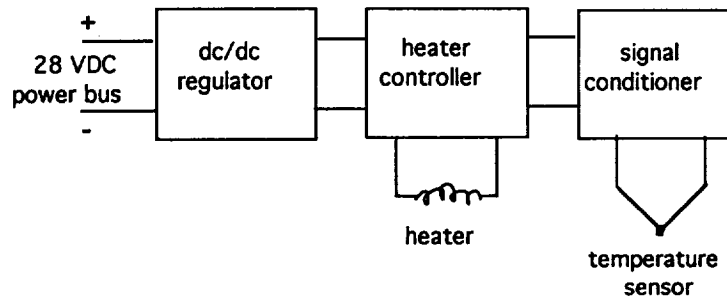 +
28 VDC
power bus
-
dc/dc
regulator
heater
controller
heater
signal
conditioner
temperature
sensor